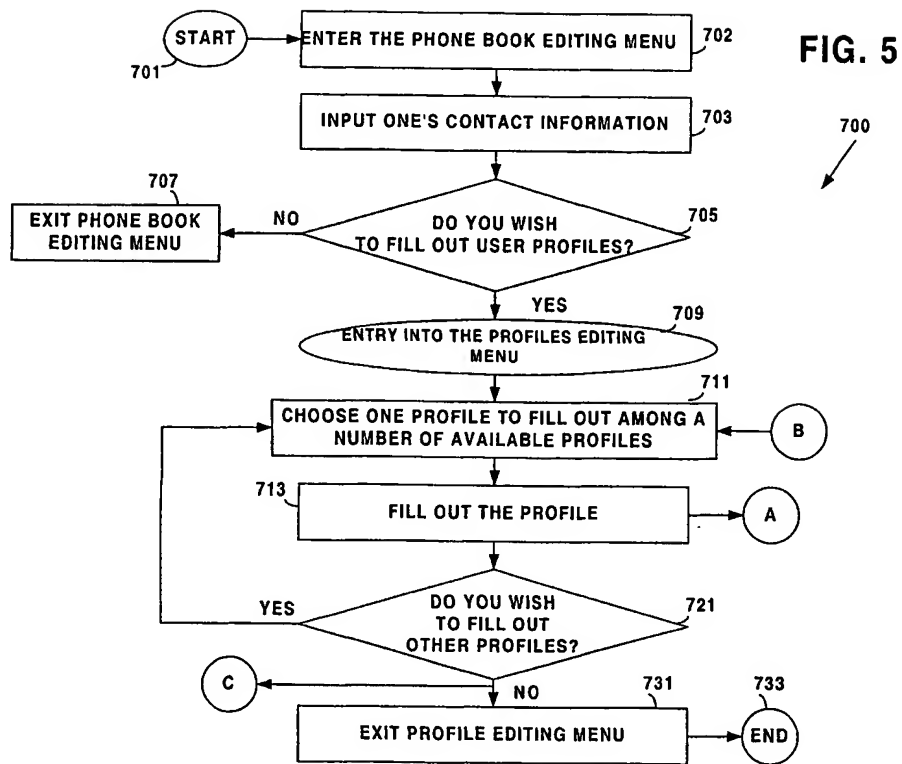 FIG. 5
700
START
701
ENTER THE PHONE BOOK EDITING MENU
702
INPUT ONE'S CONTACT INFORMATION
703
707
EXIT PHONE BOOK
EDITING MENU
NO
DO YOU WISH
TO FILL OUT USER PROFILES?
705
YES
709
ENTRY INTO THE PROFILES EDITING
MENU
711
CHOOSE ONE PROFILE TO FILL OUT AMONG A
NUMBER OF AVAILABLE PROFILES
B
713
FILL OUT THE PROFILE
A
YES
DO YOU WISH
TO FILL OUT
OTHER PROFILES?
721
C
NO
731
EXIT PROFILE EDITING MENU
733
END